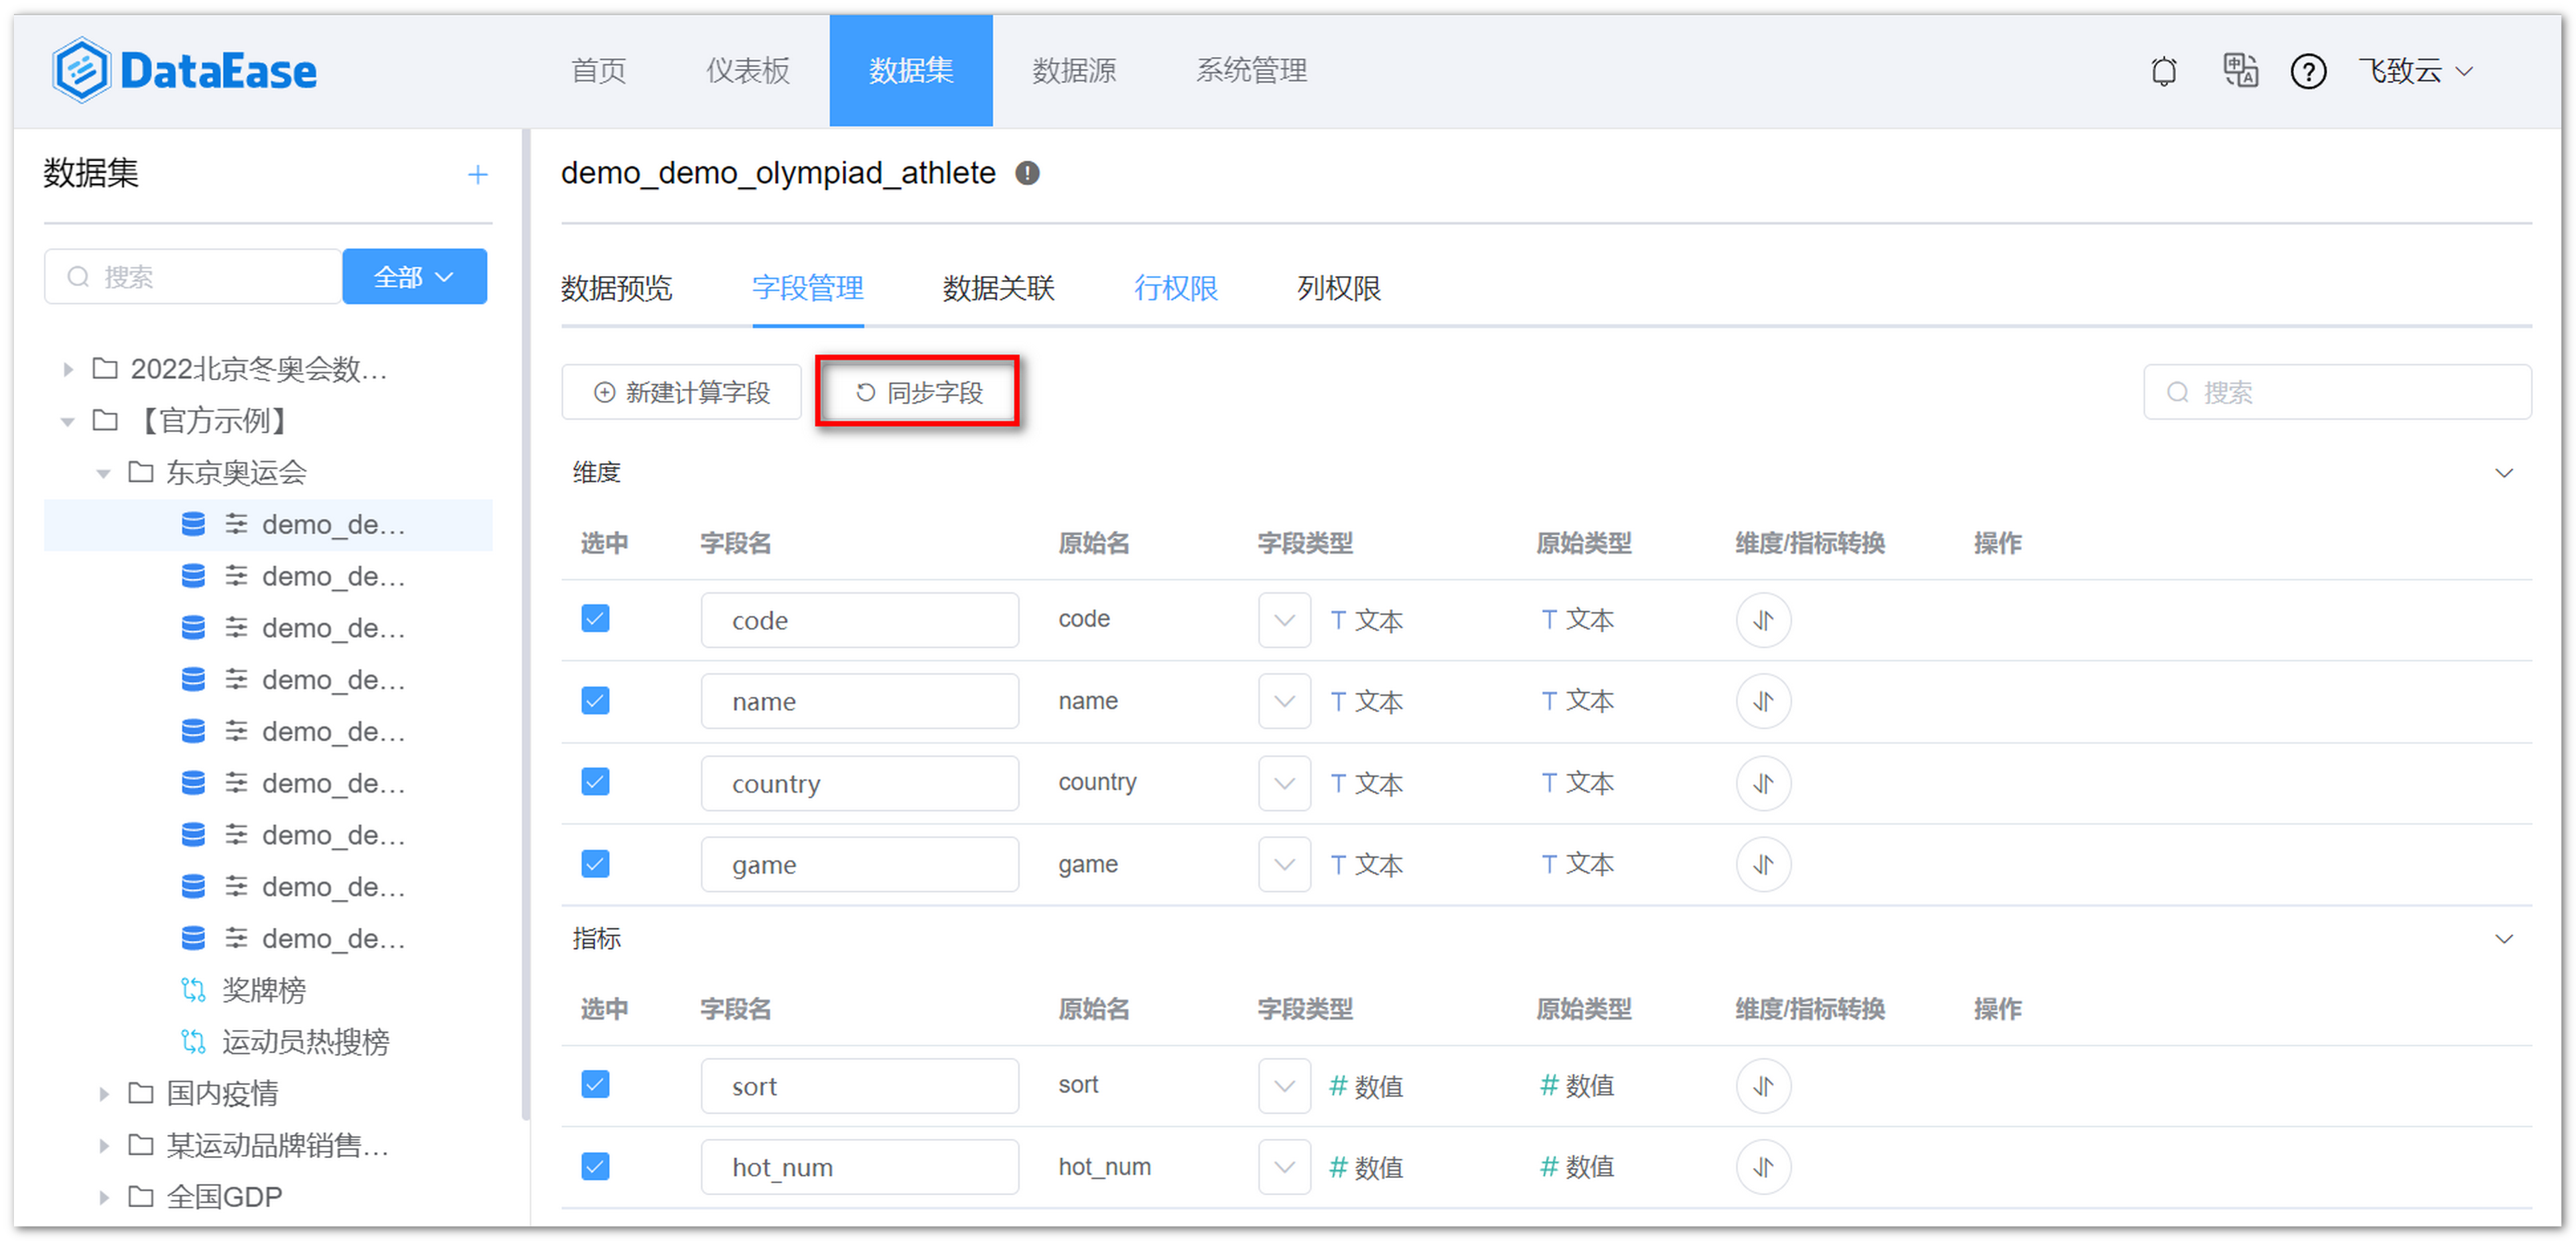 DataEase 首页 仪表板 数据集 数据源 系统管理 飞致云
数据集
搜索 全部
2022北京冬奥会数...
【官方示例】
东京奥运会
demo_de...
demo_de...
demo_de...
demo_de...
demo_de...
demo_de...
demo_de...
demo_de...
demo_de...
奖牌榜
运动员热搜榜
国内疫情
某运动品牌销售...
全国GDP
demo_demo_olympiad_athlete
数据预览 字段管理 数据关联 行权限 列权限
新建计算字段 同步字段 搜索
维度
选中 字段名 原始名 字段类型 原始类型 维度/指标转换 操作
code code T 文本 T 文本
name name T 文本 T 文本
country country T 文本 T 文本
game game T 文本 T 文本
指标
选中 字段名 原始名 字段类型 原始类型 维度/指标转换 操作
sort sort # 数值 # 数值
hot_num hot_num # 数值 # 数值